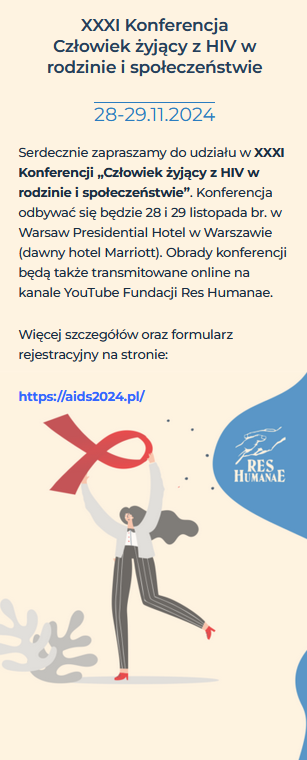 XXXI Konferencja
Człowiek żyjący z HIV w
rodzinie i społeczeństwie
28-29.11.2024
Serdecznie zapraszamy do udziału w XXXI
Konferencji „Człowiek żyjący z HIV w
rodzinie i społeczeństwie”. Konferencja
odbywać się będzie 28 i 29 listopada br. w
Warsaw Presidential Hotel w Warszawie
(dawny hotel Marriott). Obrady konferencji
będą także transmitowane online na
kanale YouTube Fundacji Res Humanae.
Więcej szczegółów oraz formularz
rejestracyjny na stronie:
https://aids2024.pl/
RES
HUMANAE